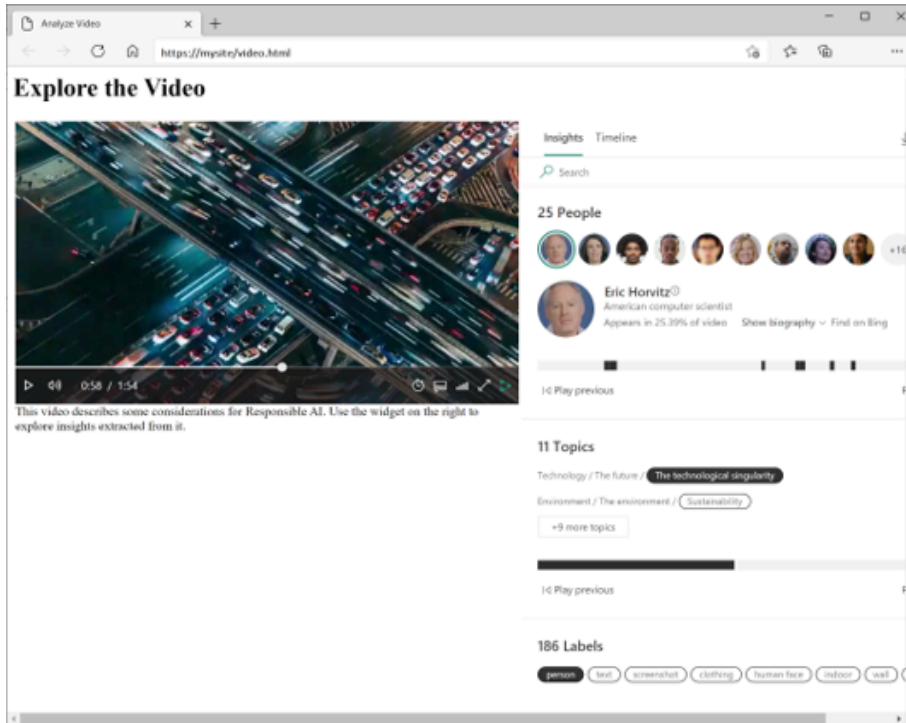 Analyze Video
https://mysite/video.html
Explore the Video
0:58 / 1:54
This video describes some considerations for Responsible AI. Use the widget on the right to
explore insights extracted from it.
Insights Timeline
Search
25 People
Eric Horvitz
American computer scientist
Appears in 25.39% of video Show biography Find on Bing
Play previous
11 Topics
Technology / The future / The technological singularity
Environment / The environment / Sustainability
+9 more topics
Play previous
186 Labels
person text screenshot clothing human face indoor wall